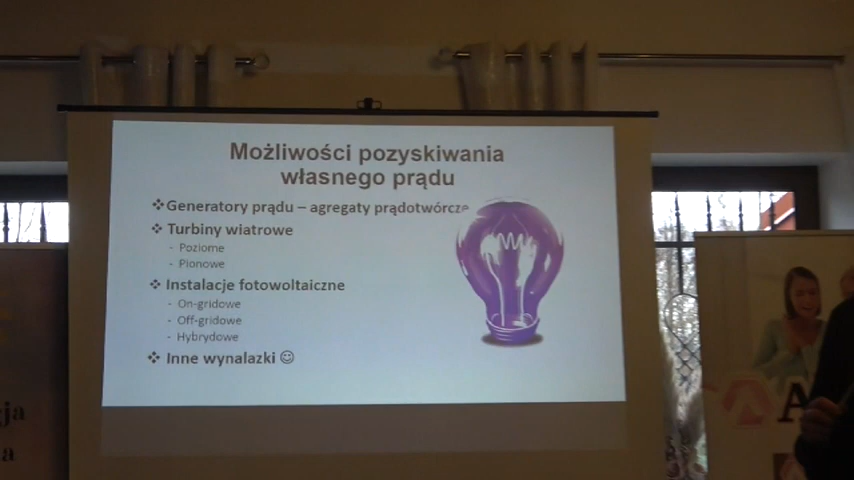 Możliwości pozyskiwania
własnego prądu
❖ Generatory prądu – agregaty prądotwórcze
❖ Turbiny wiatrowe
- Poziome
- Pionowe
❖ Instalacje fotowoltaiczne
- On-gridowe
- Off-gridowe
- Hybrydowe
❖ Inne wynalazki ☺
ja
a
A